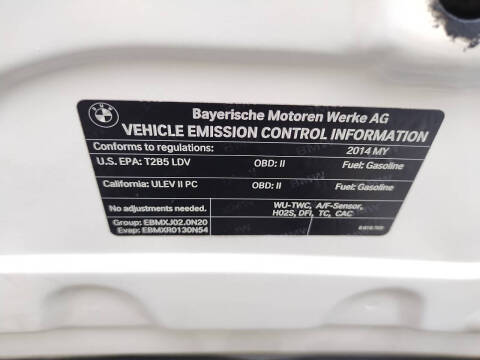 BMW
Bayerische Motoren Werke AG
VEHICLE EMISSION CONTROL INFORMATION
Conforms to regulations: 2014 MY
U.S. EPA: T2B5 LDV OBD: II Fuel: Gasoline
California: ULEV II PC OBD: II Fuel: Gasoline
No adjustments needed. WU-TWC, A/F-Sensor,
H02S, DFI, TC, CAC
Group: EBMXJ02.0N20
Evap: EBMXR0130N54